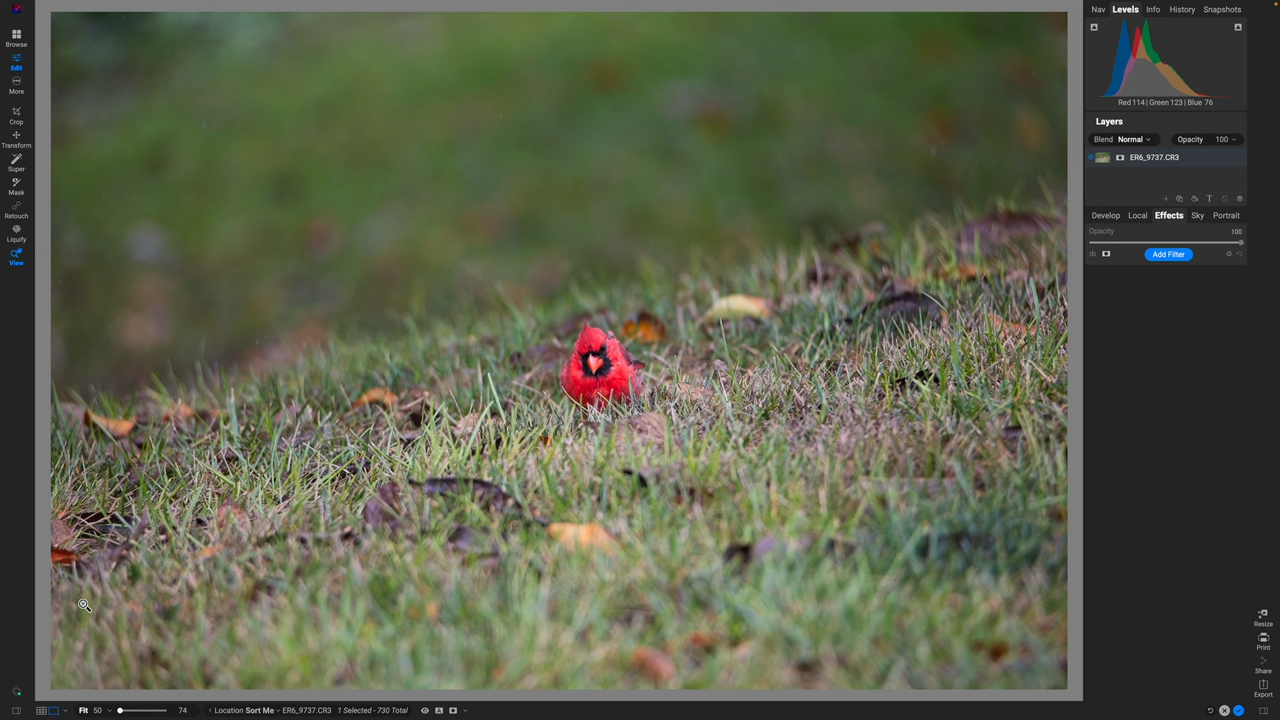 Browse
Edit
More
Crop
Transform
Super
Mask
Retouch
Liquify
View
Nav Levels Info History Snapshots
Red 114 | Green 123 | Blue 76
Layers
Blend Normal Opacity 100
ER6_9737.CR3
Develop Local Effects Sky Portrait
Opacity 100
Add Filter
Resize
Print
Share
Export
Fit 50 74 Location Sort Me ER6_9737.CR3 1 Selected - 730 Total